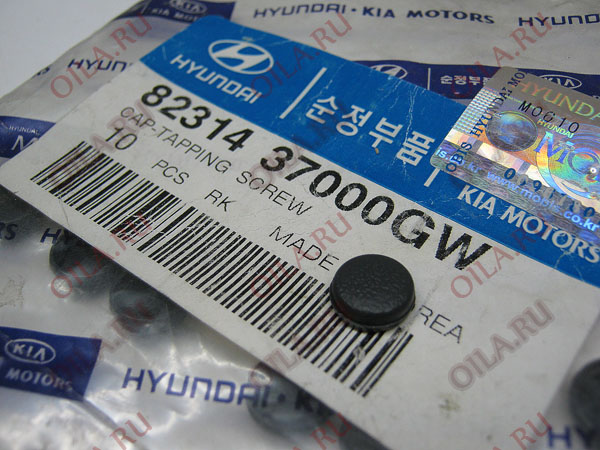 HYUNDAI · KIA MOTORS
HYUNDAI
순정부품
82314 37000GW
CAP-TAPPING SCREW
10 PCS RK MADE REA
KIA MOTORS
HYUNDAI
MOC10
KIA MOTORS
HYUNDAI · KIA
OILA.RU